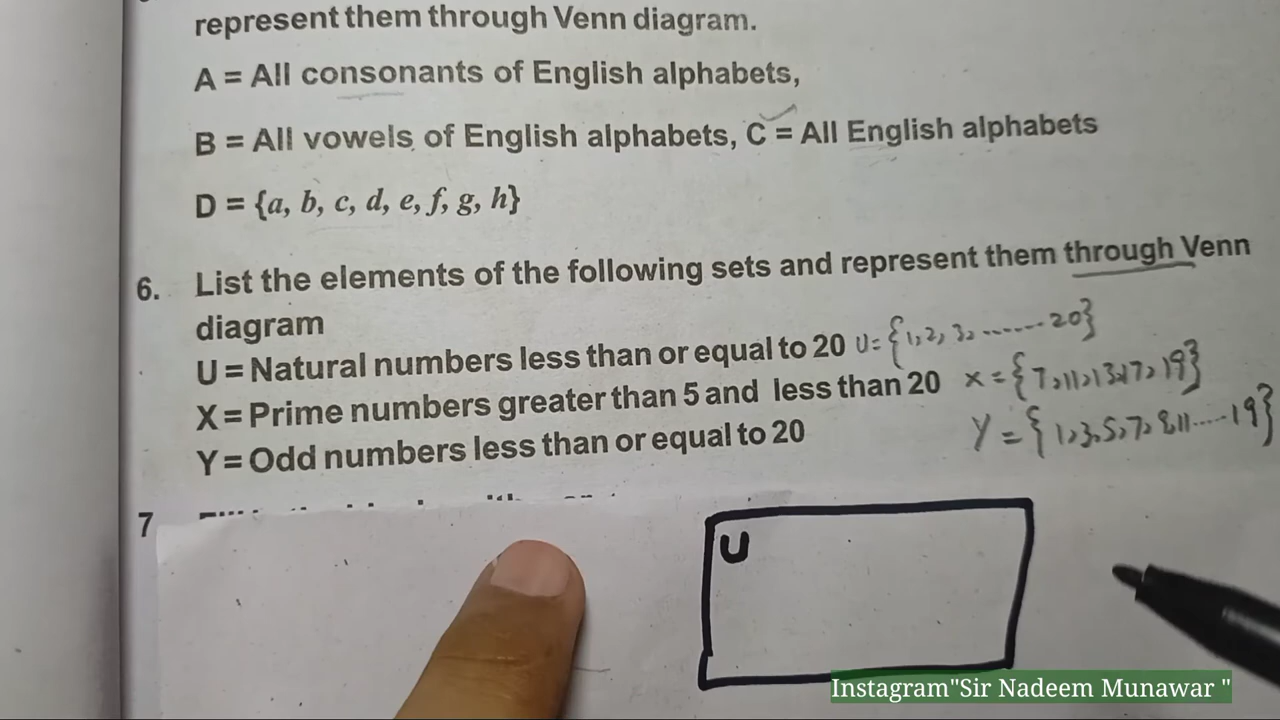 represent them through Venn diagram.
A = All consonants of English alphabets,
B = All vowels of English alphabets, C = All English alphabets
D = {a, b, c, d, e, f, g, h}
6. List the elements of the following sets and represent them through Venn
diagram
U = Natural numbers less than or equal to 20 U = {1, 2, 3, ...... 20}
X = Prime numbers greater than 5 and less than 20 X = {7, 11, 13, 17, 19}
Y = Odd numbers less than or equal to 20 Y = {1, 3, 5, 7, 9, 11 ..... 19}
7
U
Instagram"Sir Nadeem Munawar "